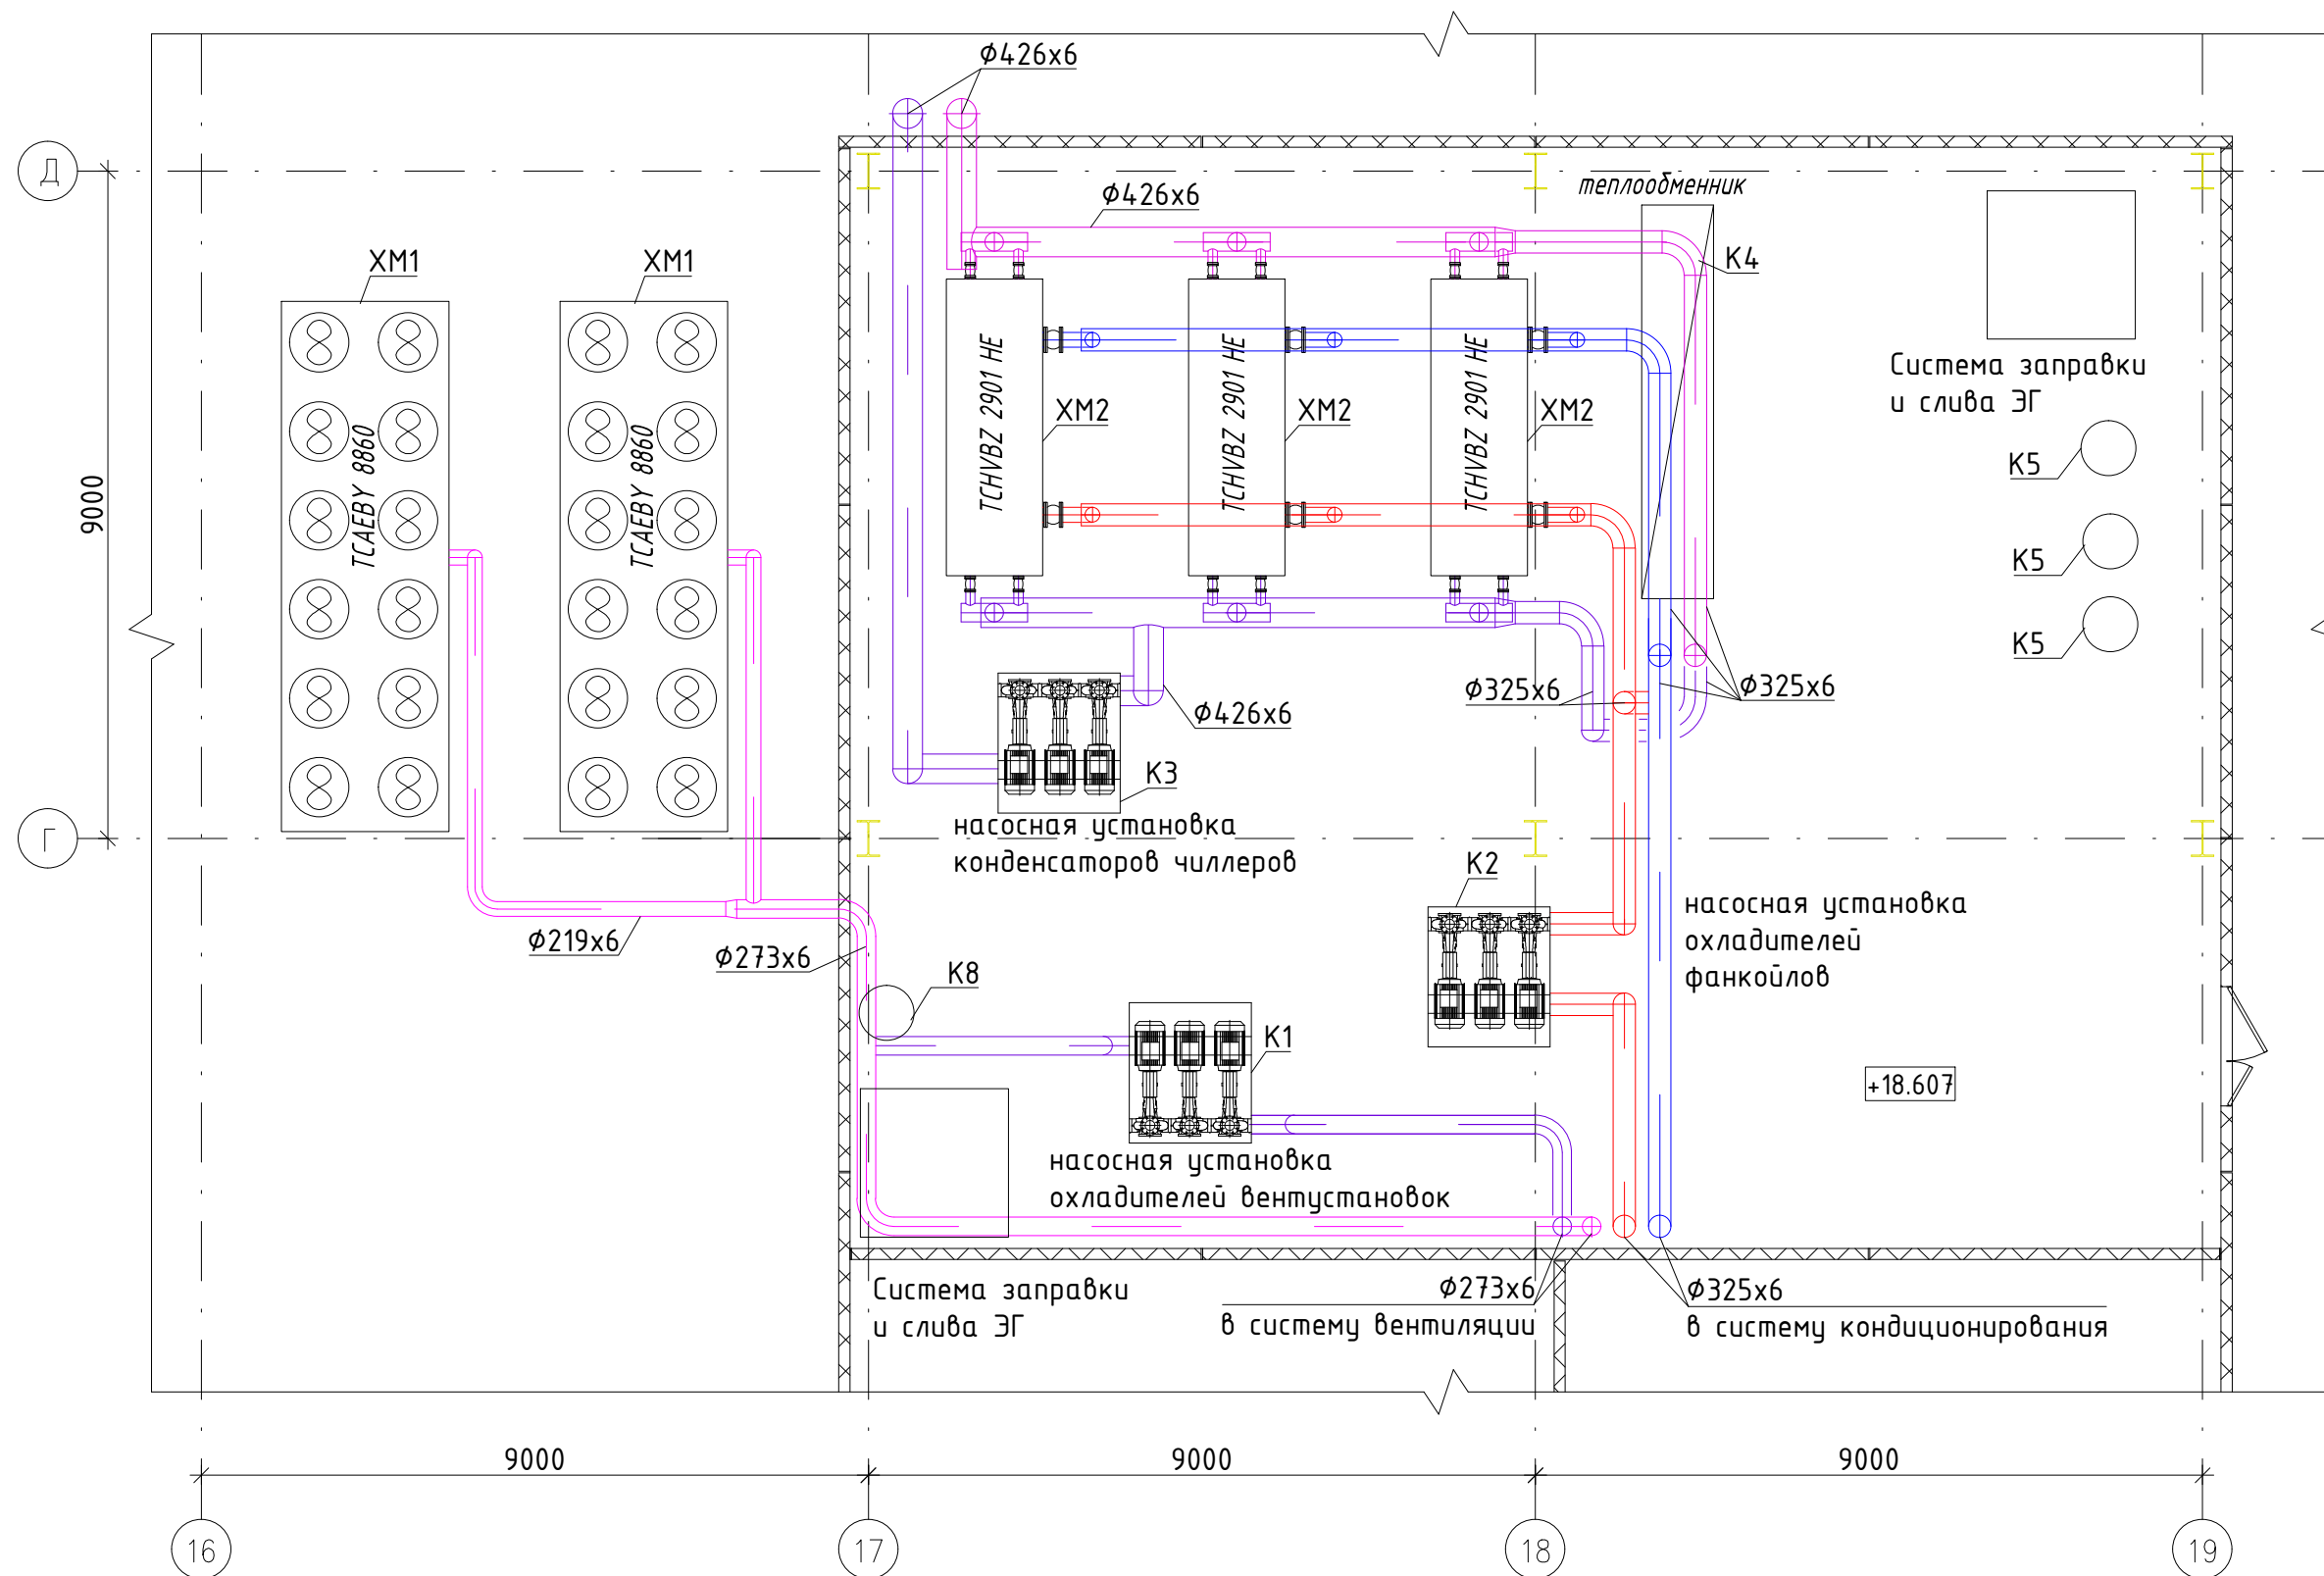 Ф426х6
Д
Ф426х6
теплообменник
ХМ1
ХМ1
К4
TCAEBY 8860
TCAEBY 8860
TCHVBZ 2901 HE
TCHVBZ 2901 HE
TCHVBZ 2901 HE
ХМ2
ХМ2
ХМ2
Система заправки
и слива ЭГ
К5
К5
К5
9000
Ф325х6
Ф325х6
Ф426х6
К3
Г
насосная установка
конденсаторов чиллеров
К2
насосная установка
охладителей
фанкойлов
Ф219х6
Ф273х6
К8
К1
+18.607
насосная установка
охладителей вентустановок
Система заправки
и слива ЭГ
Ф273х6
в систему вентиляции
Ф325х6
в систему кондиционирования
9000
9000
9000
16
17
18
19